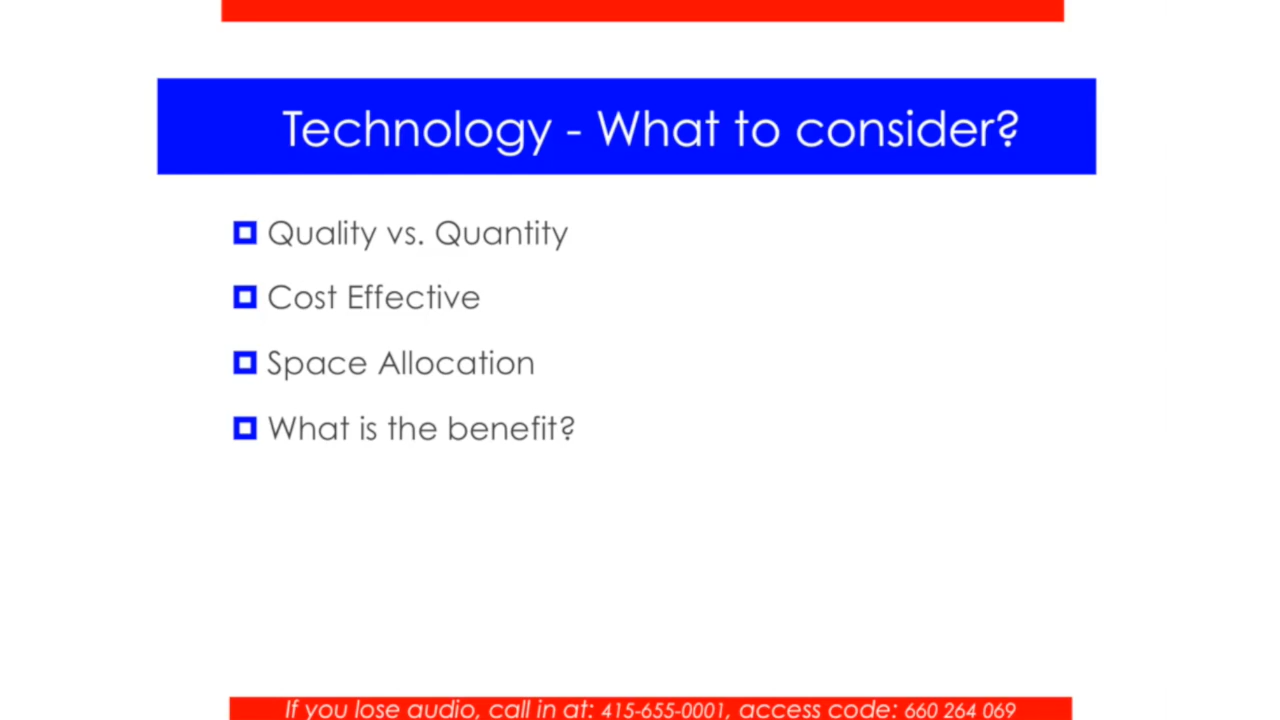 Technology - What to consider?
Quality vs. Quantity
Cost Effective
Space Allocation
What is the benefit?
If you lose audio, call in at: 415-655-0001, access code: 660 264 069